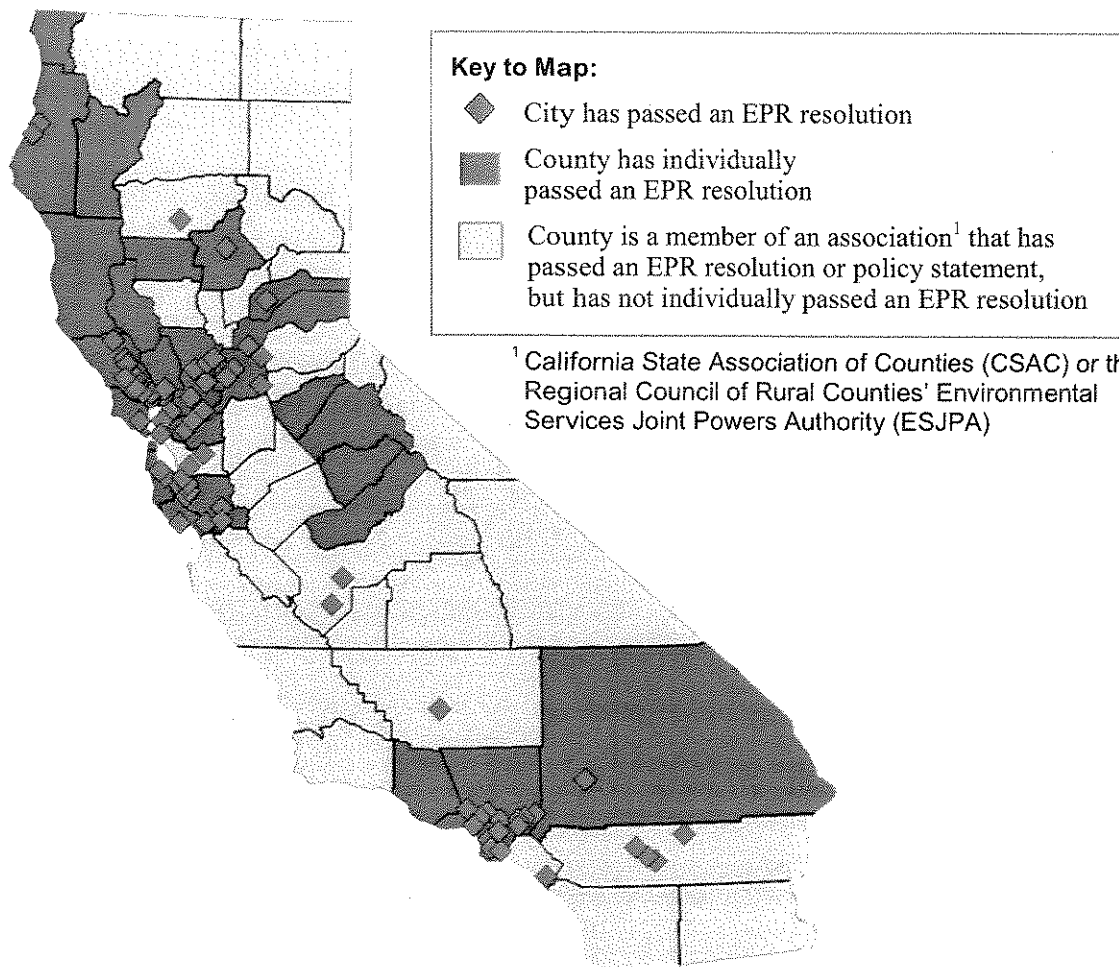 Key to Map:
City has passed an EPR resolution
County has individually
passed an EPR resolution
County is a member of an association¹ that has
passed an EPR resolution or policy statement,
but has not individually passed an EPR resolution
¹ California State Association of Counties (CSAC) or
Regional Council of Rural Counties' Environmental
Services Joint Powers Authority (ESJPA)